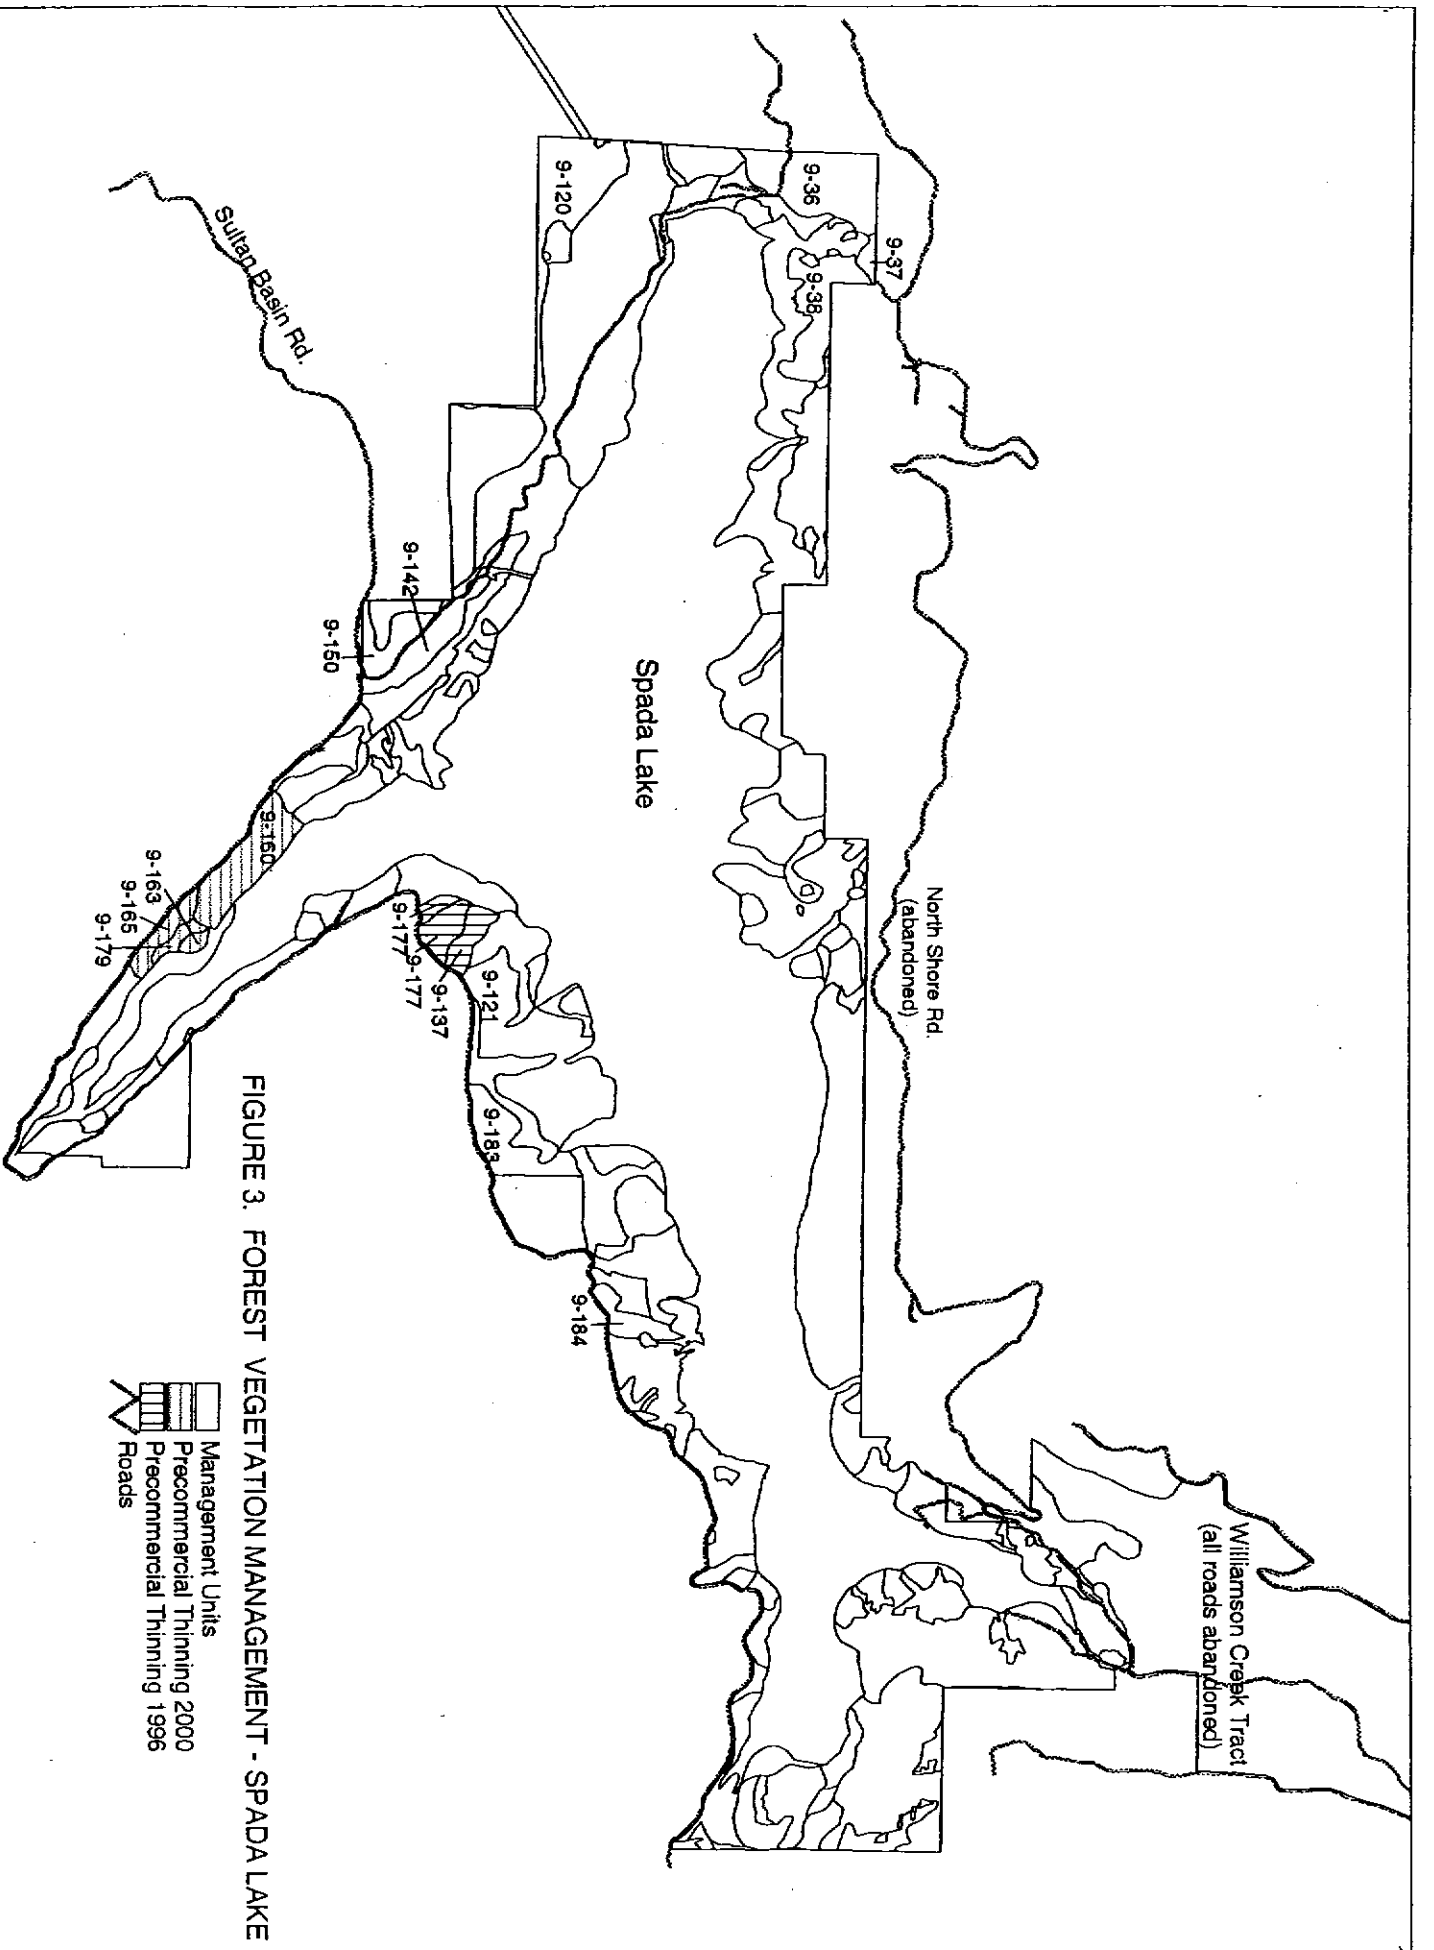 North Shore Rd.
(abandoned)
Williamson Creek Tract
(all roads abandoned)
9-36
9-37
9-38
9-120
Spada Lake
Sultan Basin Rd.
9-142
9-150
9-160
9-163
9-165
9-179
9-177
9-177
9-137
9-121
9-183
9-184
FIGURE 3. FOREST VEGETATION MANAGEMENT - SPADA LAKE
Management Units
Precommercial Thinning 2000
Precommercial Thinning 1996
Roads